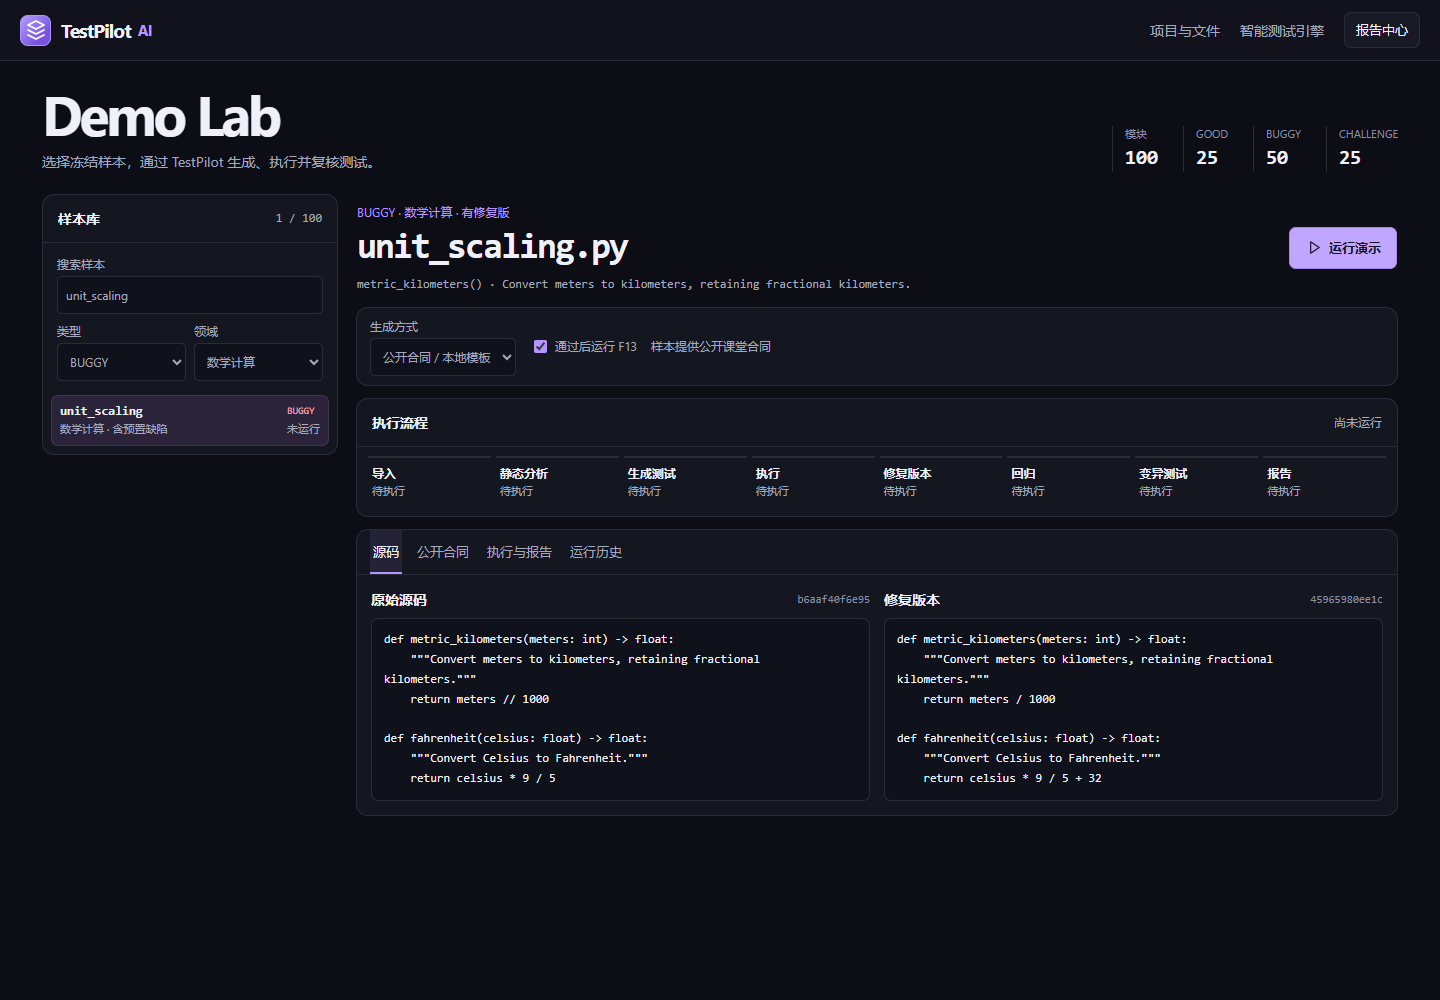 TestPilot AI
项目与文件
智能测试引擎
报告中心
Demo Lab
选择冻结样本，通过 TestPilot 生成、执行并复核测试。
模块
100
GOOD
25
BUGGY
50
CHALLENGE
25
样本库
1 / 100
搜索样本
unit_scaling
类型
领域
BUGGY
数学计算
unit_scaling
BUGGY
数学计算 · 含预置缺陷
未运行
BUGGY · 数学计算 · 有修复版
unit_scaling.py
metric_kilometers() · Convert meters to kilometers, retaining fractional kilometers.
运行演示
生成方式
公开合同 / 本地模板
通过后运行 F13
样本提供公开课堂合同
执行流程
尚未运行
导入
待执行
静态分析
待执行
生成测试
待执行
执行
待执行
修复版本
待执行
回归
待执行
变异测试
待执行
报告
待执行
源码
公开合同
执行与报告
运行历史
原始源码
b6aaf40f6e95
def metric_kilometers(meters: int) -> float:
"""Convert meters to kilometers, retaining fractional
kilometers."""
return meters // 1000
def fahrenheit(celsius: float) -> float:
"""Convert Celsius to Fahrenheit."""
return celsius * 9 / 5
修复版本
45965980ee1c
def metric_kilometers(meters: int) -> float:
"""Convert meters to kilometers, retaining fractional
kilometers."""
return meters / 1000
def fahrenheit(celsius: float) -> float:
"""Convert Celsius to Fahrenheit."""
return celsius * 9 / 5 + 32